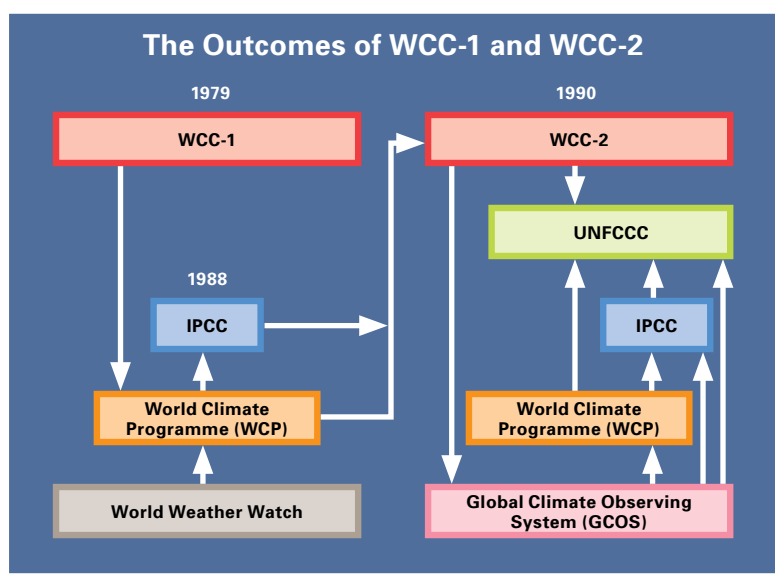 The Outcomes of WCC-1 and WCC-2
1979
WCC-1
1988
IPCC
World Climate
Programme (WCP)
World Weather Watch
1990
WCC-2
UNFCCC
IPCC
World Climate
Programme (WCP)
Global Climate Observing
System (GCOS)